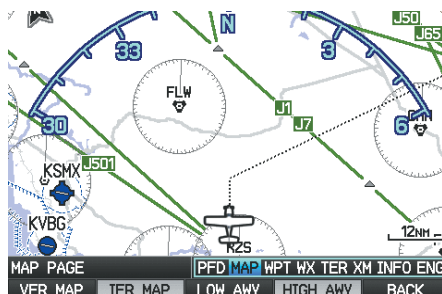 N
J50
J65
33
3
FLW
J1
J7
30
6
J501
KSMX
KVBG
RZS
12NM
MAP PAGE
PFD MAP WPT WX TER XM INFO ENG
VER MAP TER MAP LOW AWY HIGH AWY BACK